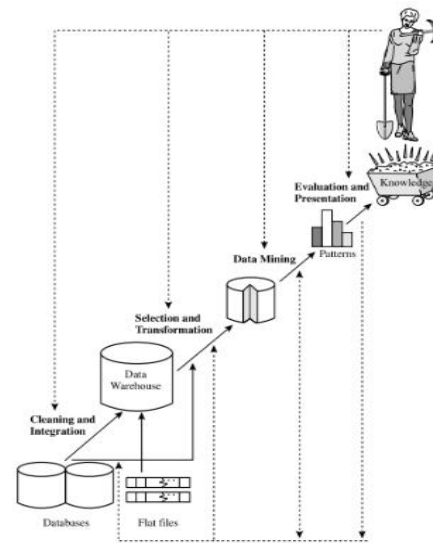 Evaluation and
Presentation
Knowledge
Patterns
Data Mining
Selection and
Transformation
Data
Warehouse
Cleaning and
Integration
Databases
Flat files